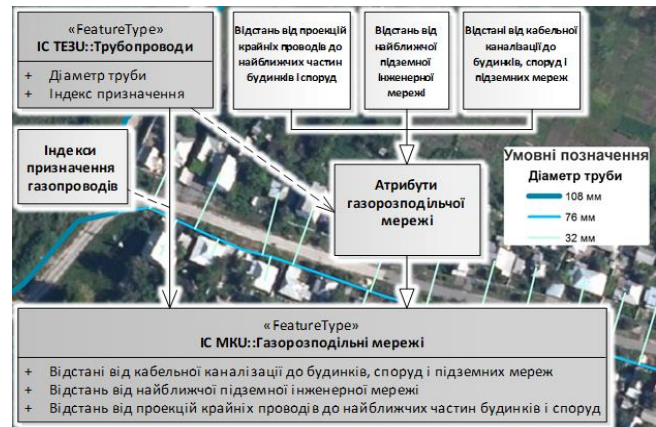 «FeatureType»
ІС ТЕЗU::Трубопроводи
+ Діаметр труби
+ Індекс призначення
Відстань від проекцій
крайніх проводів до
найближчих частин
будинків і споруд
Відстань від
найближчої
підземної
інженерної
мережі
Відстань від кабельної
каналізації до
будинків, споруд і
підземних мереж
Індекси
призначення
газопроводів
Атрибути
газорозподільчої
мережі
Умовні позначення
Діаметр труби
108 мм
76 мм
32 мм
«FeatureType»
ІС MKU::Газорозподільні мережі
+ Відстані від кабельної каналізації до будинків, споруд і підземних мереж
+ Відстань від найближчої підземної інженерної мережі
+ Відстань від проекцій крайніх проводів до найближчих частин будинків і споруд